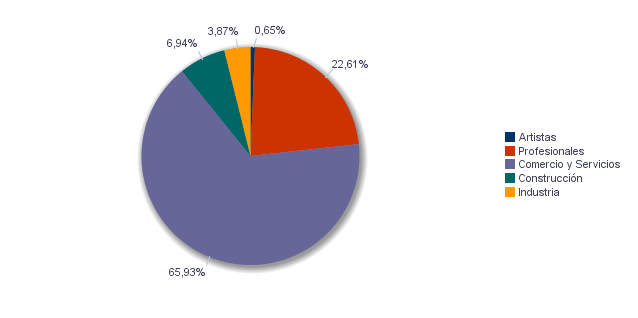 3,87%
0,65%
6,94%
22,61%
65,93%
Artistas
Profesionales
Comercio y Servicios
Construcción
Industria